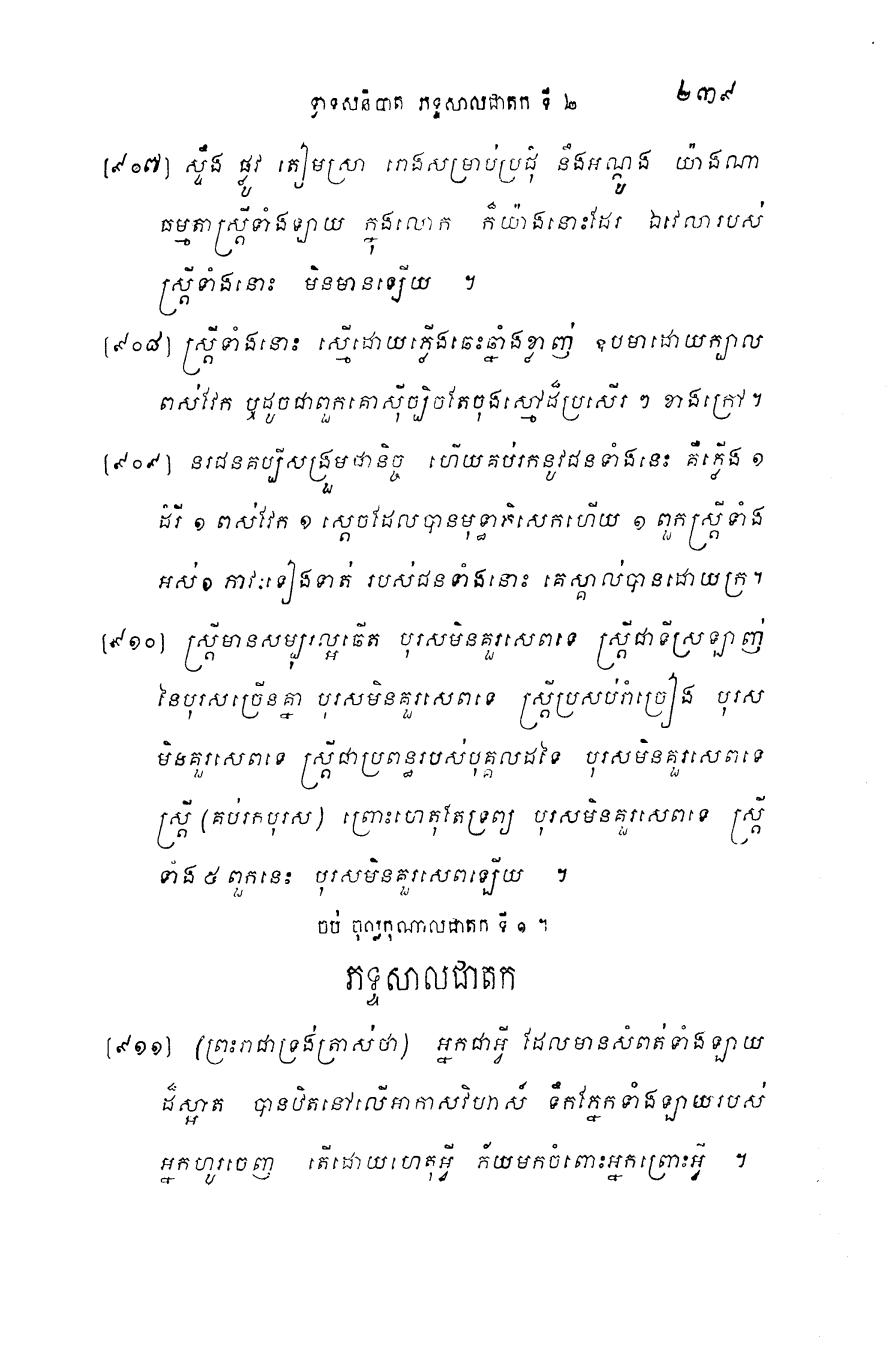 ទ្វាទសនិបាត ភទ្ទសាលជាតក ទី ២ ២៣៩
[៩០៧] ស្ទឹង ផ្លូវ តៀមស្រា រោងសម្រាប់ប្រជុំ នឹងអណ្តូង យ៉ាងណា
ធម្មតាស្ត្រីទាំងឡាយ ក្នុងលោក ក៏យ៉ាងនោះដែរ ឯវេលារបស់
ស្ត្រីទាំងនោះ មិនមានឡើយ ។
[៩០៨] ស្ត្រីទាំងនោះ ស្មើដោយភ្លើងឆេះឆ្នាំងខ្លាញ់ ឧបមាដោយក្បាល
ពស់វែក ឬដូចជាពួកគោស៊ីច្បិចតែចុងស្មៅដ៏ប្រសើរ ៗ ខាងក្រៅ។
[៩០៩] នរជនគប្បីសង្រួមជានិច្ច ហើយគប់រកនូវជនទាំងនេះ គឺភ្លើង ១
ដំរី ១ ពស់វែក ១ ស្តេចដែលបានមុទ្ធាភិសេកហើយ ១ ពួកស្ត្រីទាំង
អស់១ ភាវៈទៀងទាត់ របស់ជនទាំងនោះ គេស្គាល់បានដោយក្រ។
[៩១០] ស្ត្រីមានសម្បុរល្អឆើត បុរសមិនគួរសេពទេ ស្ត្រីជាទីស្រឡាញ់
នៃបុរសច្រើនគ្នា បុរសមិនគួរសេពទេ ស្ត្រីប្រសប់រាំច្រៀង បុរស
មិនគួរសេពទេ ស្ត្រីជាប្រពន្ធរបស់បុគ្គលដទៃ បុរសមិនគួរសេពទេ
ស្ត្រី (គប់រកបុរស) ព្រោះហេតុតែទ្រព្យ បុរសមិនគួរសេពទេ ស្ត្រី
ទាំង ៥ ពួកនេះ បុរសមិនគួរសេពឡើយ ។
ចប់ ចុល្លកុណាលជាតក ទី ១ ។
ភទ្ទសាលជាតក
[៩១១] (ព្រះរាជាទ្រង់ត្រាស់ថា) អ្នកជាអ្វី ដែលមានសំពត់ទាំងឡាយ
ដ៏ស្អាត បានឋិតនៅលើអាកាសវិហាស៍ ទឹកភ្នែកទាំងឡាយរបស់
អ្នកហូរចេញ តើដោយហេតុអ្វី ភ័យមកចំពោះអ្នកព្រោះអ្វី ។